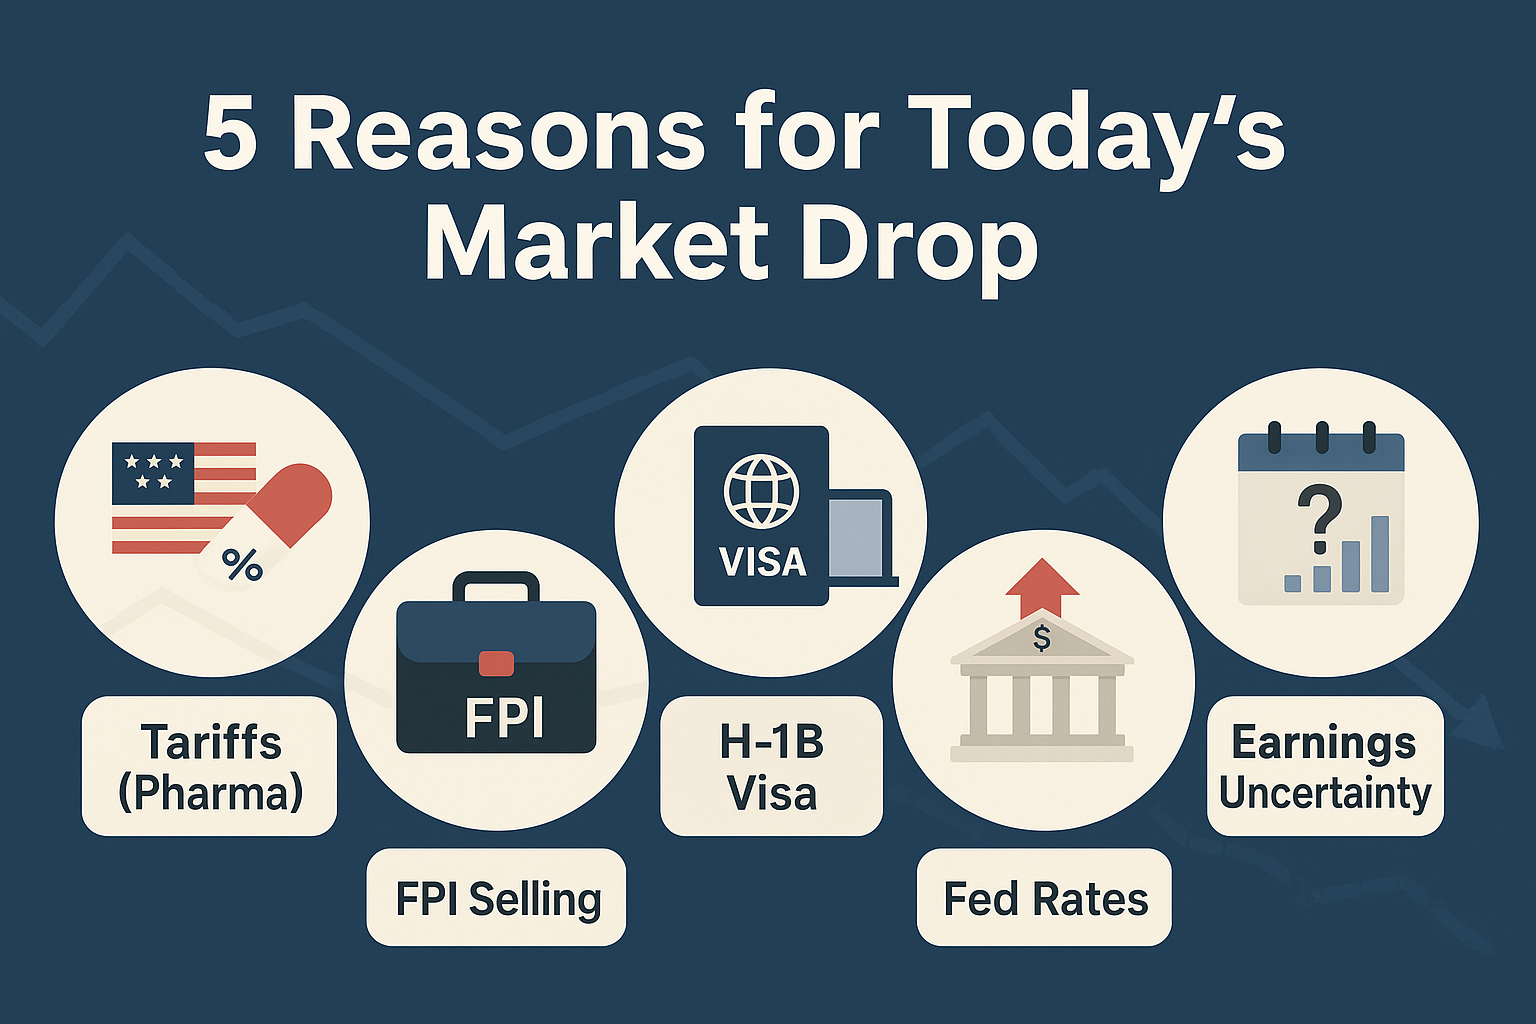 5 Reasons for Today's
Market Drop
%
Tariffs
(Pharma)
FPI
FPI Selling
VISA
H-1B
Visa
$
Fed Rates
?
Earnings
Uncertainty